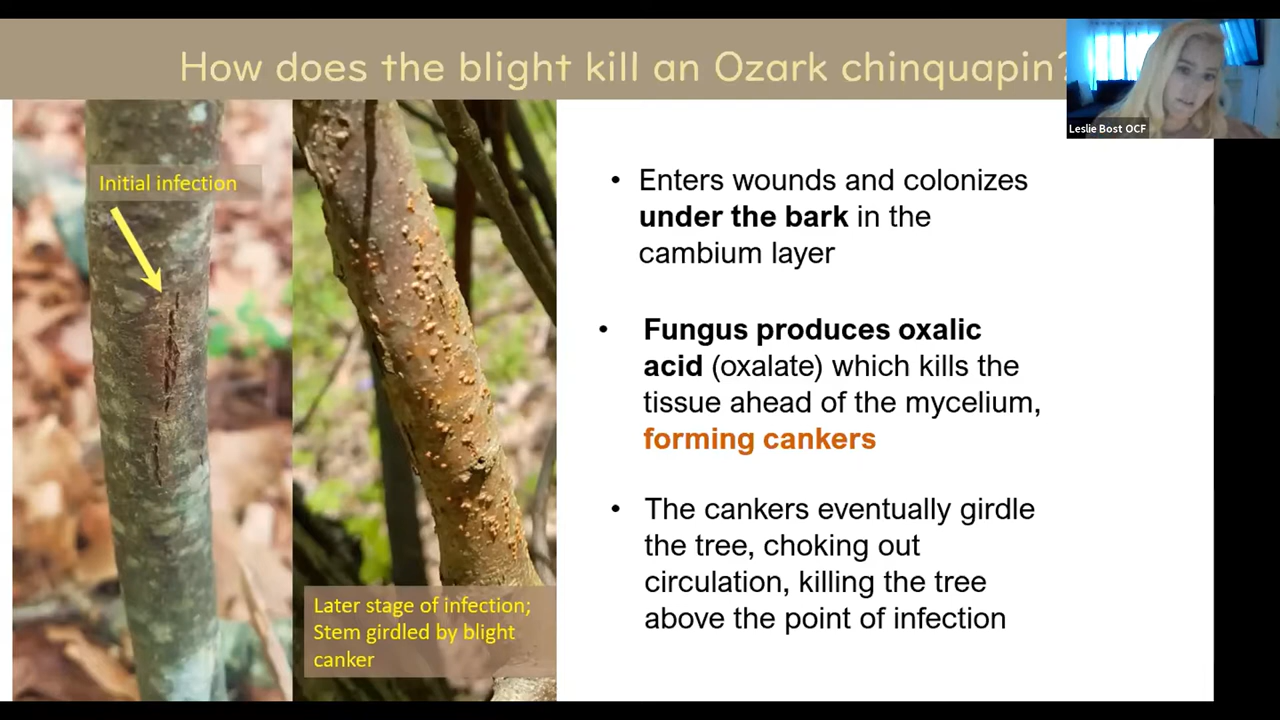 How does the blight kill an Ozark chinquapin?
Leslie Bost OCF
Initial infection
Later stage of infection;
Stem girdled by blight
canker
• Enters wounds and colonizes
under the bark in the
cambium layer
• Fungus produces oxalic
acid (oxalate) which kills the
tissue ahead of the mycelium,
forming cankers
• The cankers eventually girdle
the tree, choking out
circulation, killing the tree
above the point of infection